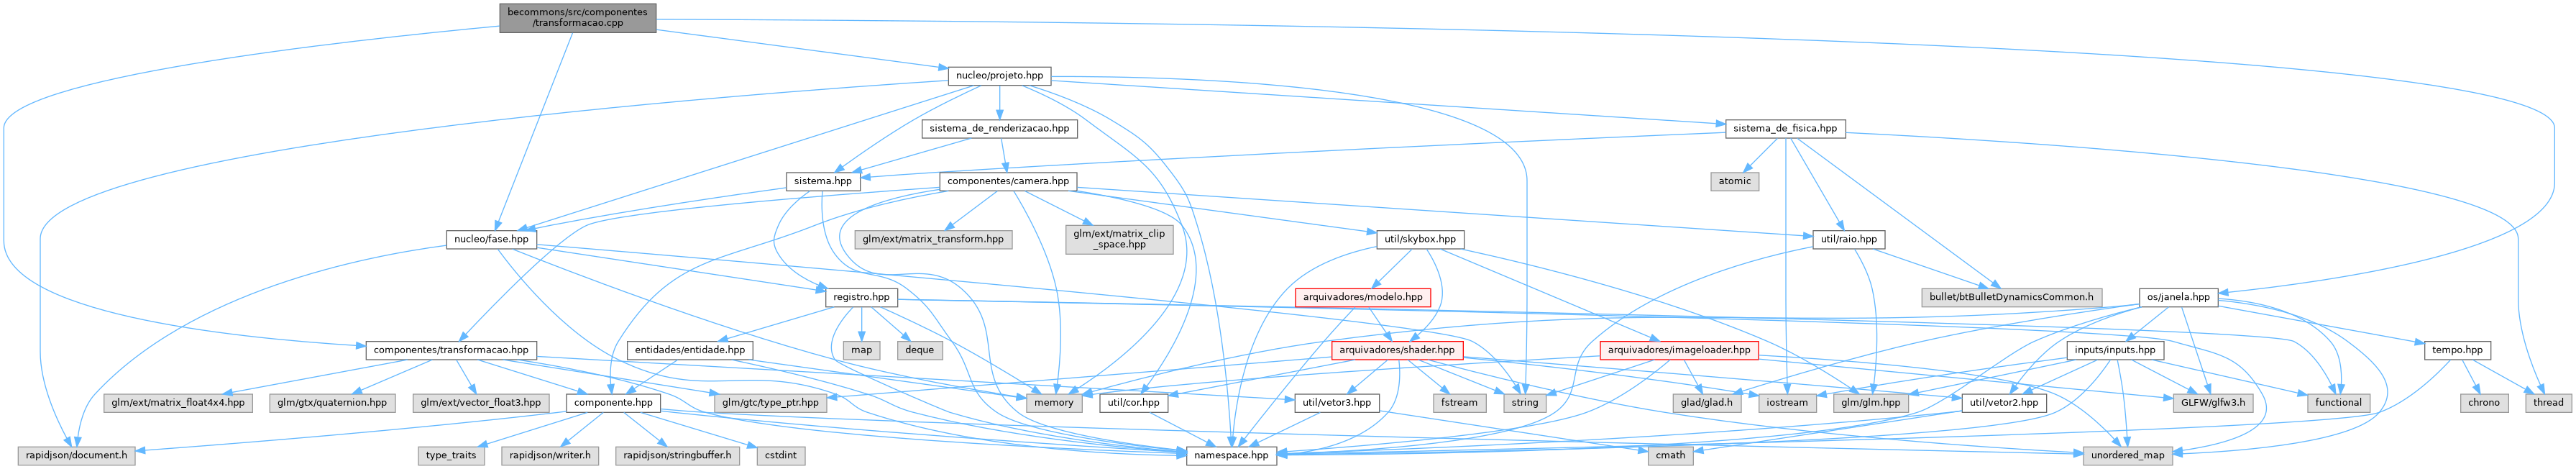 becommons/src/componentes
/transformacao.cpp
nucleo/projeto.hpp
sistema_de_renderizacao.hpp
sistema_de_fisica.hpp
sistema.hpp
componentes/camera.hpp
atomic
nucleo/fase.hpp
glm/ext/matrix_transform.hpp
glm/ext/matrix_clip
_space.hpp
util/skybox.hpp
util/raio.hpp
registro.hpp
arquivadores/modelo.hpp
bullet/btBulletDynamicsCommon.h
os/janela.hpp
componentes/transformacao.hpp
entidades/entidade.hpp
map
deque
arquivadores/shader.hpp
arquivadores/imageloader.hpp
inputs/inputs.hpp
tempo.hpp
glm/ext/matrix_float4x4.hpp
glm/gtx/quaternion.hpp
glm/ext/vector_float3.hpp
componente.hpp
glm/gtc/type_ptr.hpp
memory
util/cor.hpp
util/vetor3.hpp
fstream
string
glad/glad.h
iostream
glm/glm.hpp
util/vetor2.hpp
GLFW/glfw3.h
functional
chrono
thread
rapidjson/document.h
type_traits
rapidjson/writer.h
rapidjson/stringbuffer.h
cstdint
namespace.hpp
cmath
unordered_map